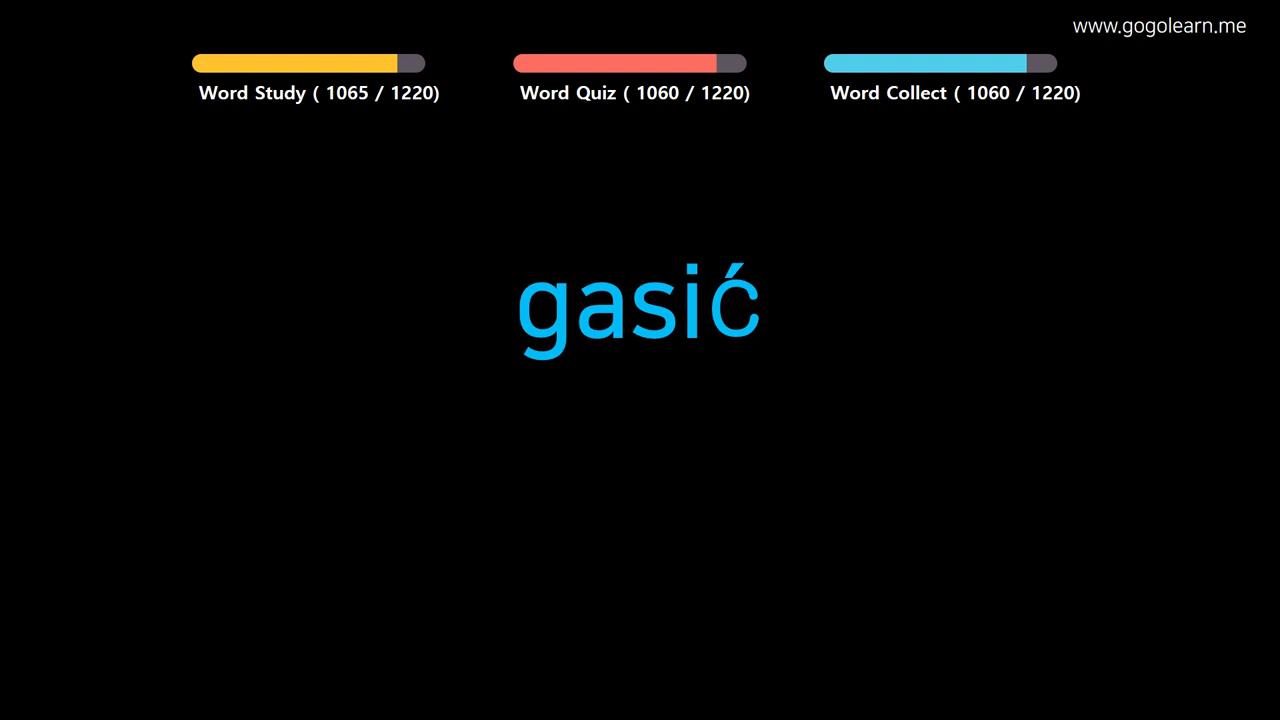 www.gogolearn.me
Word Study ( 1065 / 1220)
Word Quiz ( 1060 / 1220)
Word Collect ( 1060 / 1220)
gasić